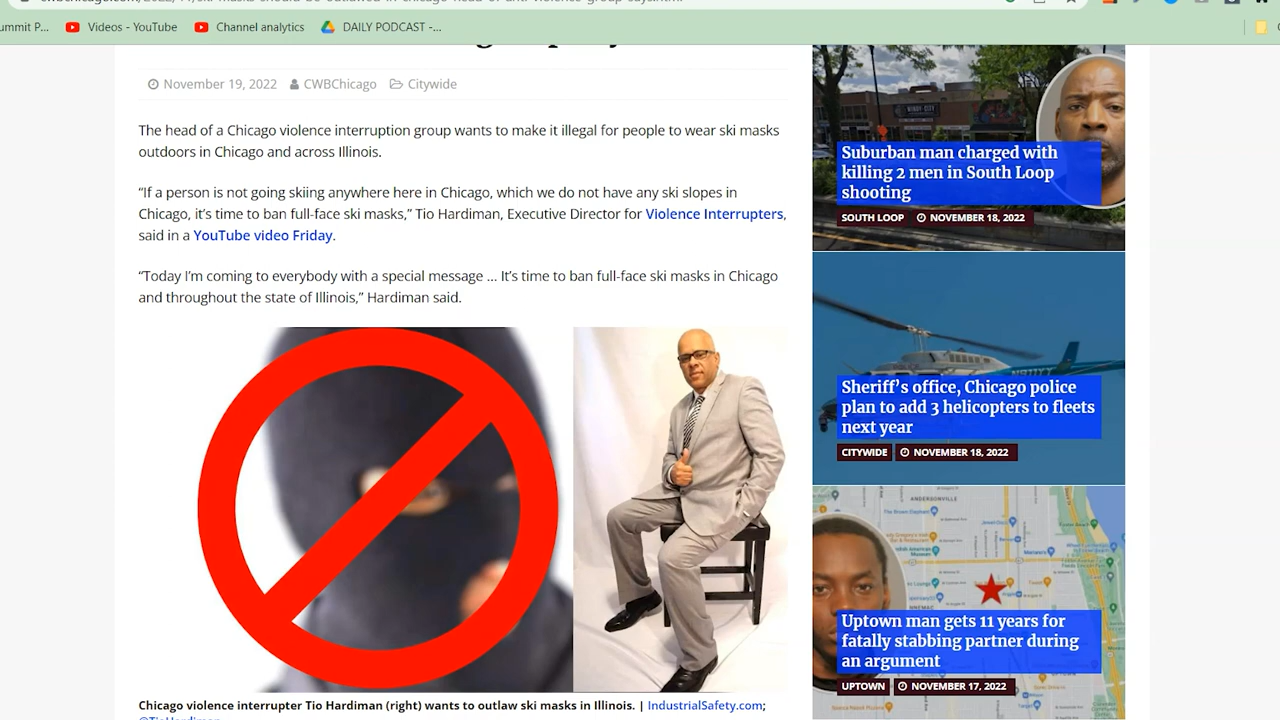 ummit P...
Videos - YouTube
Channel analytics
DAILY PODCAST -...
November 19, 2022
CWBChicago
Citywide
The head of a Chicago violence interruption group wants to make it illegal for people to wear ski masks
outdoors in Chicago and across Illinois.
“If a person is not going skiing anywhere here in Chicago, which we do not have any ski slopes in
Chicago, it’s time to ban full-face ski masks,” Tio Hardiman, Executive Director for Violence Interrupters,
said in a YouTube video Friday.
“Today I’m coming to everybody with a special message ... It’s time to ban full-face ski masks in Chicago
and throughout the state of Illinois,” Hardiman said.
Chicago violence interrupter Tio Hardiman (right) wants to outlaw ski masks in Illinois. | IndustrialSafety.com;
@TioHardiman
Suburban man charged with
killing 2 men in South Loop
shooting
SOUTH LOOP NOVEMBER 18, 2022
Sheriff’s office, Chicago police
plan to add 3 helicopters to fleets
next year
CITYWIDE NOVEMBER 18, 2022
ANDERSONVILLE
Uptown man gets 11 years for
fatally stabbing partner during
an argument
UPTOWN NOVEMBER 17, 2022